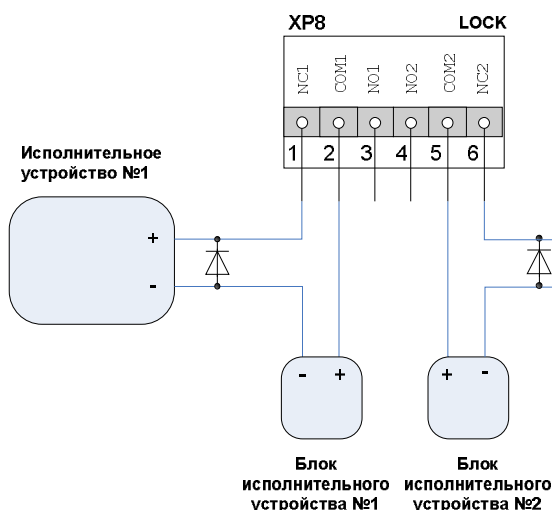 XP8 LOCK
NC1 COM1 NO1 NO2 COM2 NC2
1 2 3 4 5 6
Исполнительное
устройство №1
+
-
- +
+ -
Блок
исполнительного
устройства №1
Блок
исполнительного
устройства №2